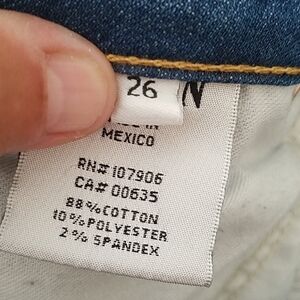 26
N
MEXICO
RN# 107906
CA# 00635
88%COTTON
10%POLYESTER
2% SPANDEX